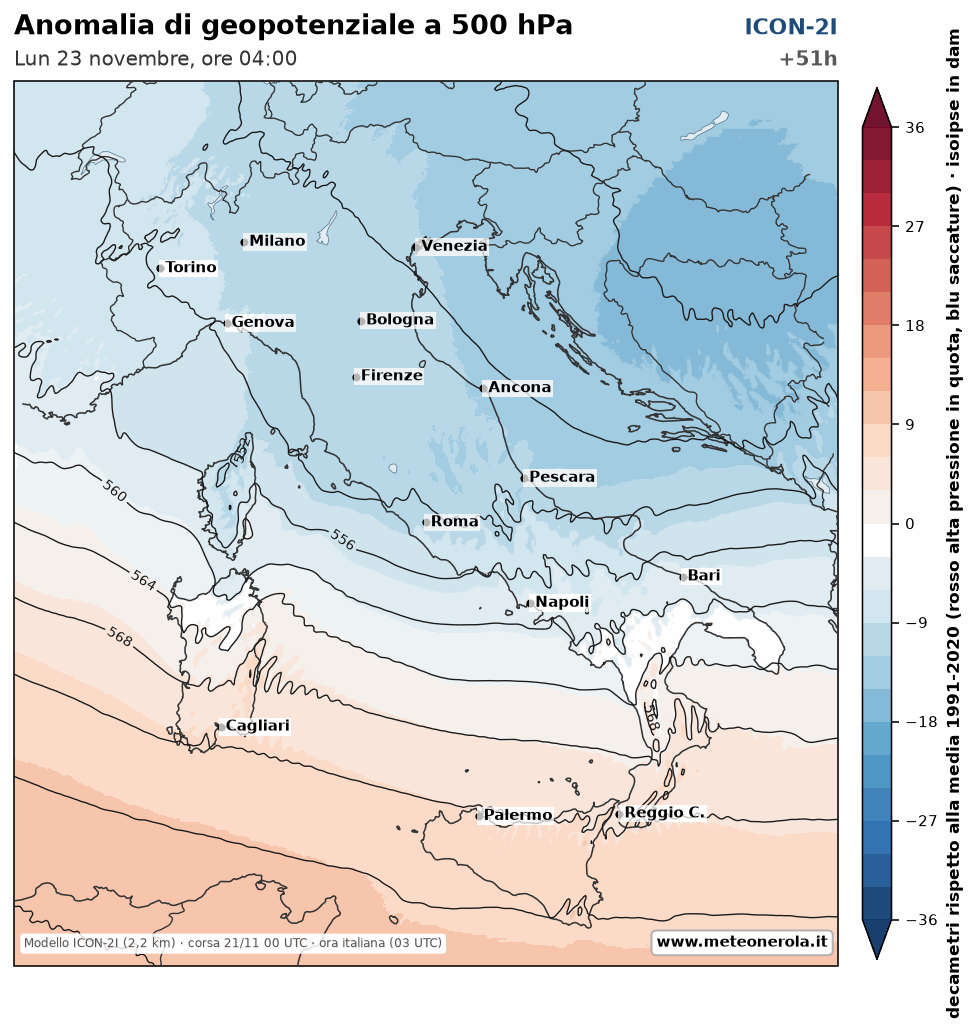 Anomalia di geopotenziale a 500 hPa
ICON-2I
Lun 23 novembre, ore 04:00
+51h
Milano
Venezia
Torino
Genova
Bologna
Firenze
Ancona
552
Pescara
560
Roma
556
Bari
564
Napoli
568
568
Cagliari
Palermo
Reggio C.
Modello ICON-2I (2,2 km) · corsa 21/11 00 UTC · ora italiana (03 UTC)
www.meteonerola.it
36
27
18
9
0
−9
−18
−27
−36
decametri rispetto alla media 1991-2020 (rosso alta pressione in quota, blu saccature) · isoipse in dam